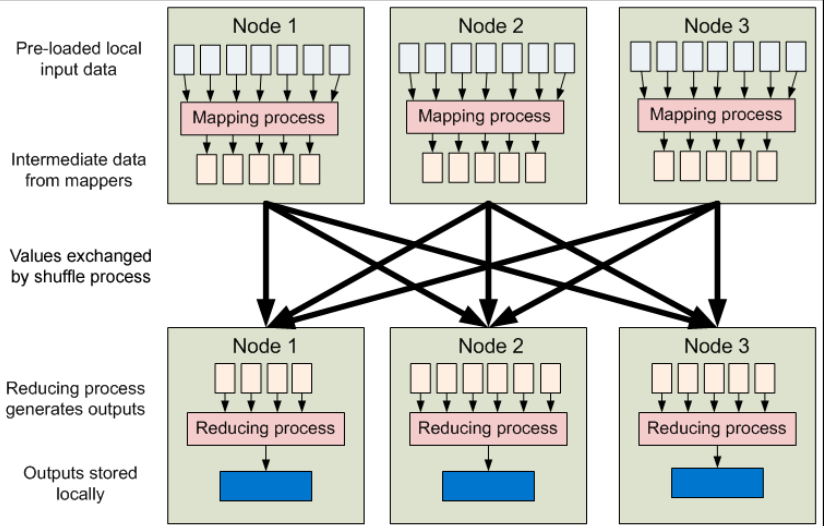 Node 1
Node 2
Node 3
Pre-loaded local
input data
Mapping process
Mapping process
Mapping process
Intermediate data
from mappers
Values exchanged
by shuffle process
Node 1
Node 2
Node 3
Reducing process
generates outputs
Reducing process
Reducing process
Reducing process
Outputs stored
locally